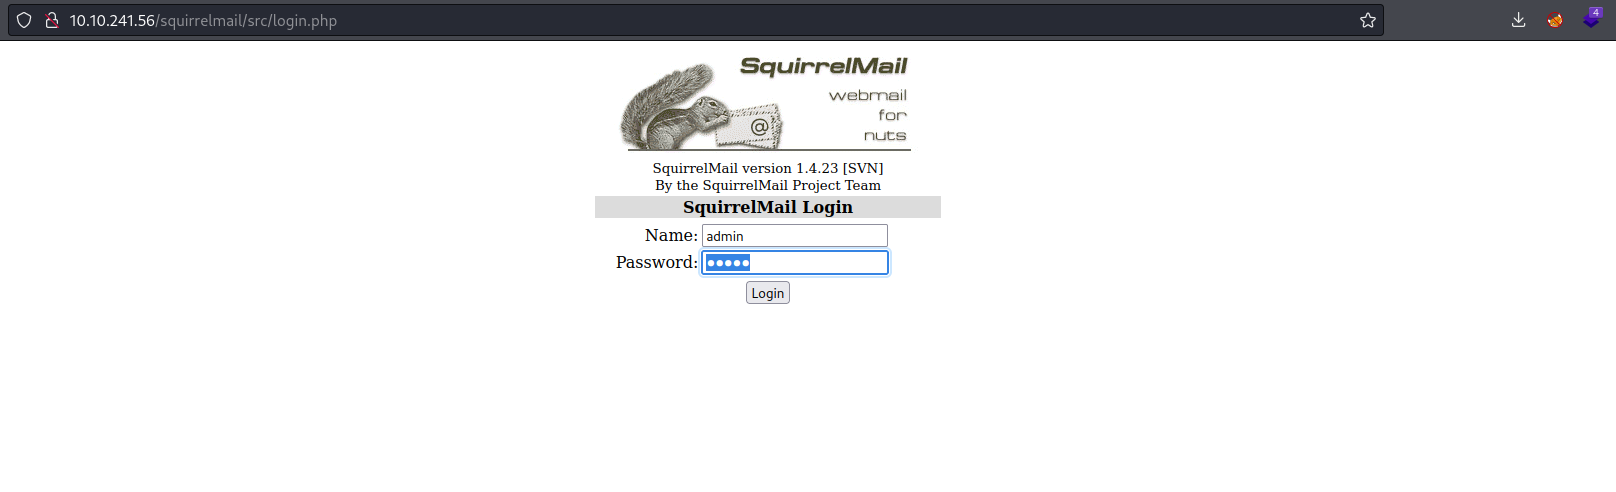 10.10.241.56/squirrelmail/src/login.php
4
SquirrelMail
webmail
for
nuts
@
SquirrelMail version 1.4.23 [SVN]
By the SquirrelMail Project Team
SquirrelMail Login
Name: admin
Password: •••••
Login